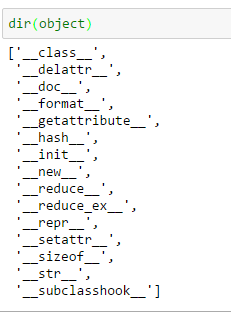 dir(object)
['__class__',
'__delattr__',
'__doc__',
'__format__',
'__getattribute__',
'__hash__',
'__init__',
'__new__',
'__reduce__',
'__reduce_ex__',
'__repr__',
'__setattr__',
'__sizeof__',
'__str__',
'__subclasshook__']